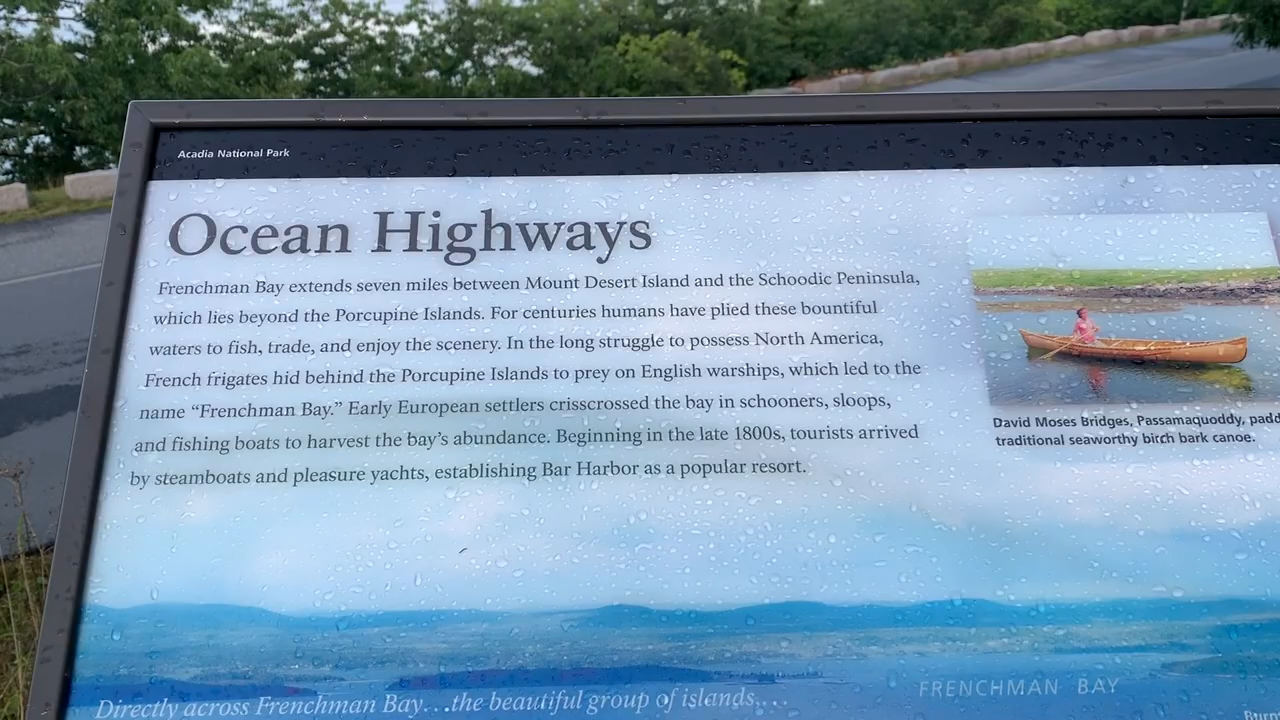 Acadia National Park
Ocean Highways
Frenchman Bay extends seven miles between Mount Desert Island and the Schoodic Peninsula,
which lies beyond the Porcupine Islands. For centuries humans have plied these bountiful
waters to fish, trade, and enjoy the scenery. In the long struggle to possess North America,
French frigates hid behind the Porcupine Islands to prey on English warships, which led to the
name “Frenchman Bay.” Early European settlers crisscrossed the bay in schooners, sloops,
and fishing boats to harvest the bay’s abundance. Beginning in the late 1800s, tourists arrived
by steamboats and pleasure yachts, establishing Bar Harbor as a popular resort.
David Moses Bridges, Passamaquoddy,
traditional seaworthy birch bark canoe.
FRENCHMAN BAY
Directly across Frenchman Bay…the beautiful group of islands,…